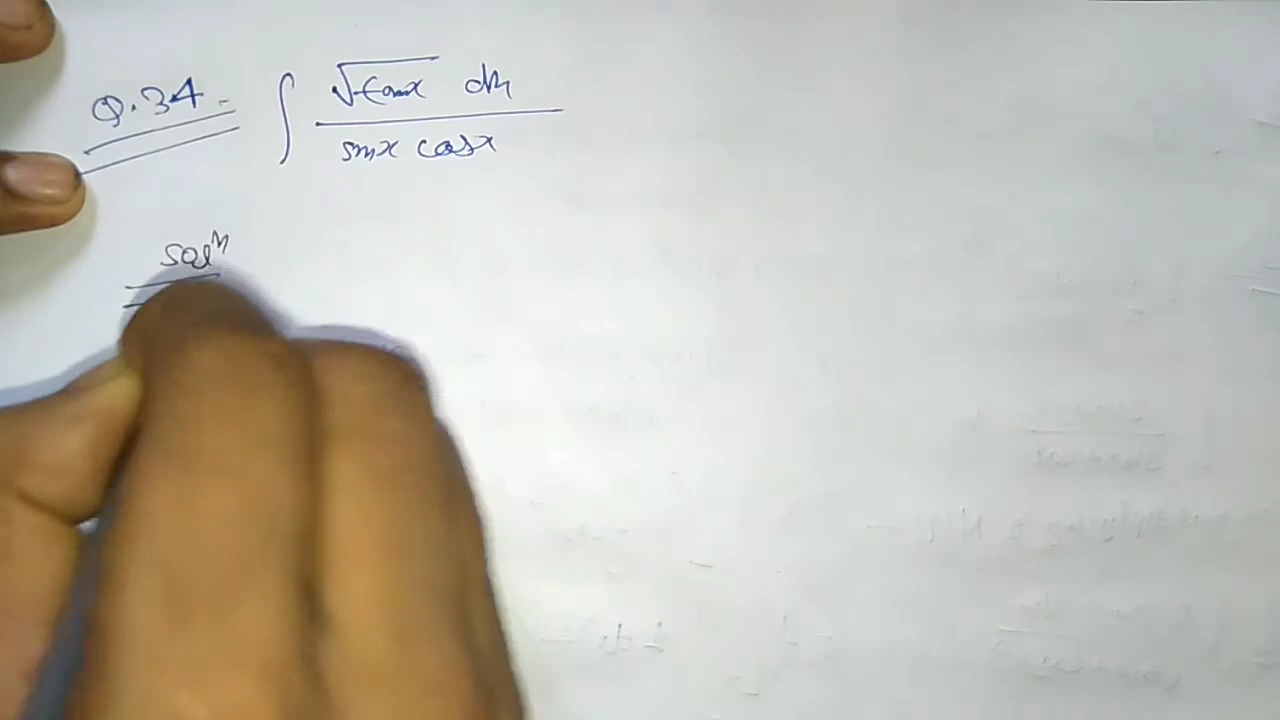 Q.34. ∫ √tanx dx
sinx cosx
Solⁿ